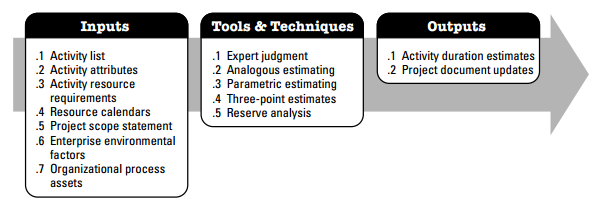 Inputs
.1 Activity list
.2 Activity attributes
.3 Activity resource
requirements
.4 Resource calendars
.5 Project scope statement
.6 Enterprise environmental
factors
.7 Organizational process
assets
Tools & Techniques
.1 Expert judgment
.2 Analogous estimating
.3 Parametric estimating
.4 Three-point estimates
.5 Reserve analysis
Outputs
.1 Activity duration estimates
.2 Project document updates